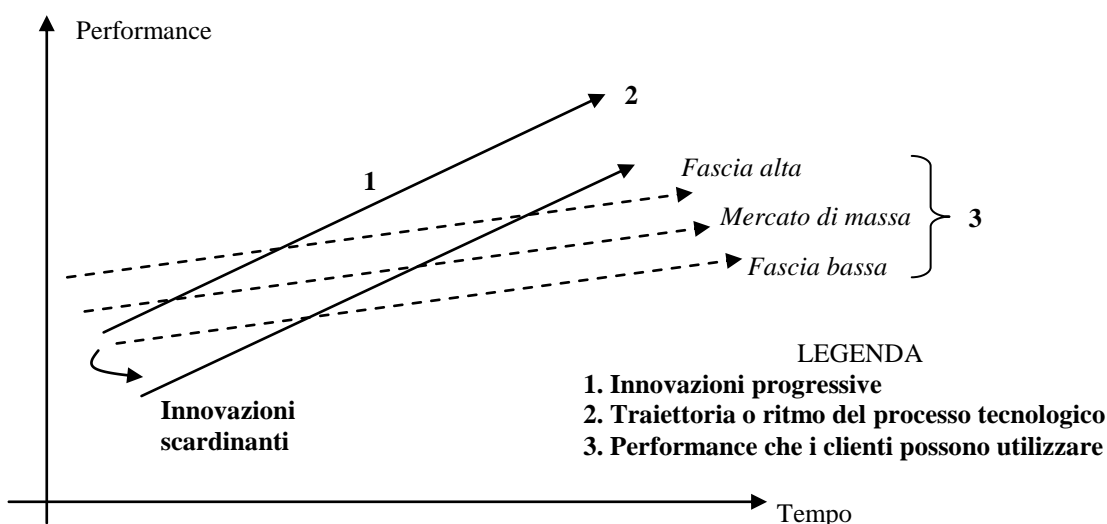 Performance
2
1
Fascia alta
Mercato di massa
3
Fascia bassa
LEGENDA
1. Innovazioni progressive
2. Traiettoria o ritmo del processo tecnologico
3. Performance che i clienti possono utilizzare
Innovazioni
scardinanti
Tempo